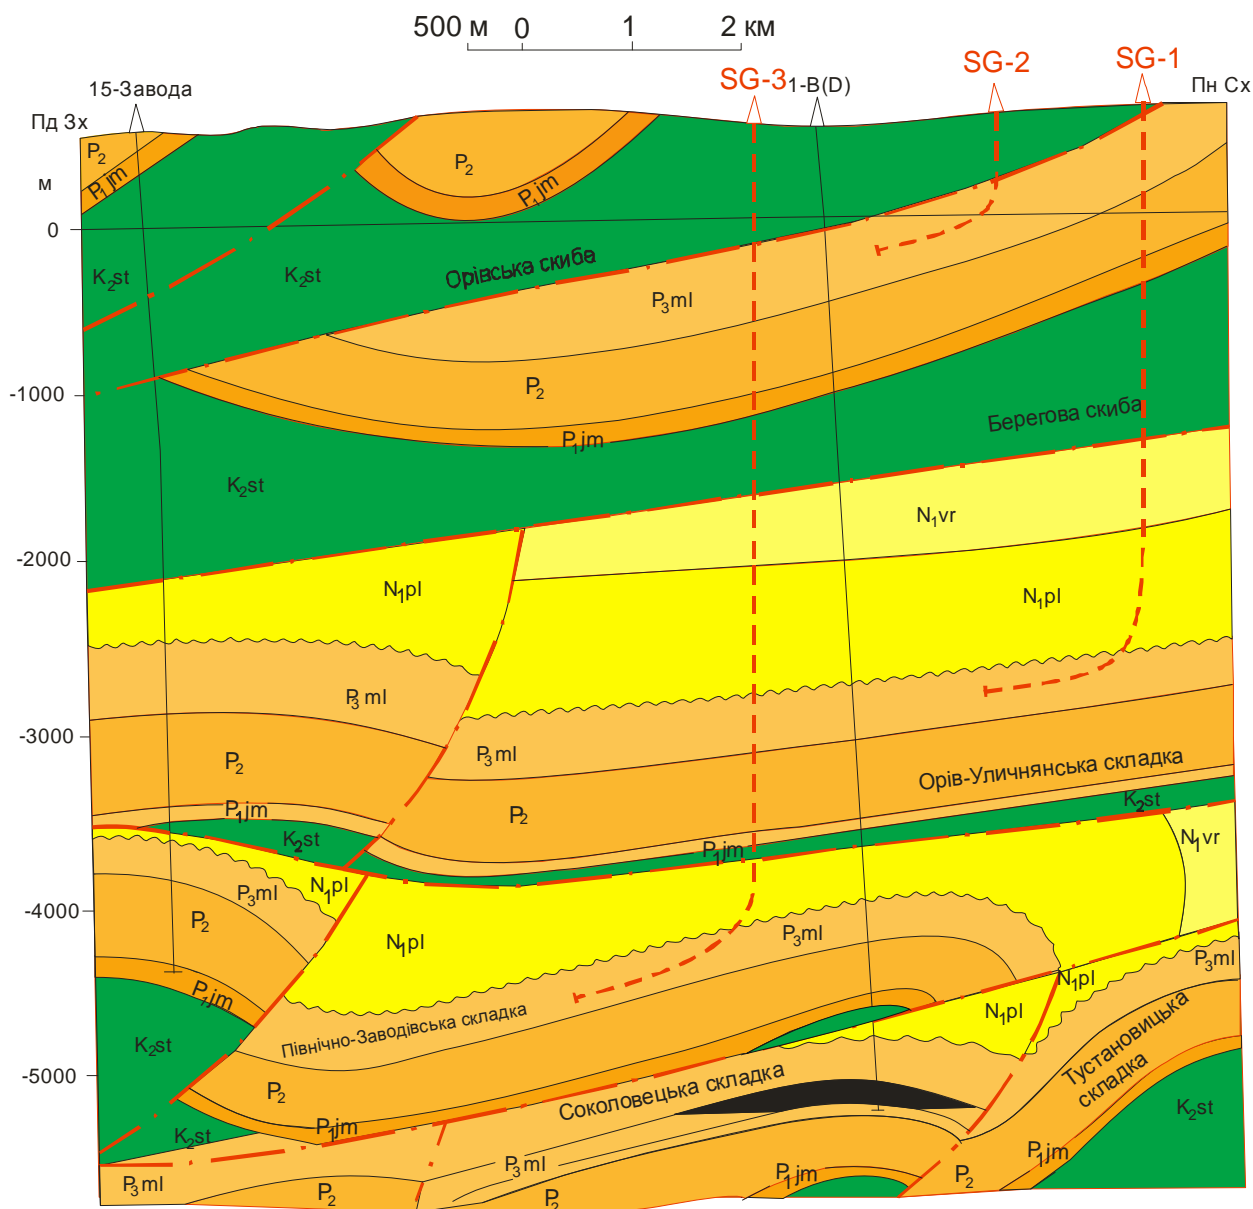 500 м 0 1 2 км
SG-3 1-В(D) SG-2 SG-1
15-Завода
Пд Зх
Пн Сх
м
P₂
P₁jm
P₂
P₁jm
0
K₂st
K₂st
Орівська скиба
P₃ml
-1000
P₂
P₁jm
Берегова скиба
K₂st
N₁vr
-2000
N₁pl
N₁pl
P₃ml
-3000
P₃ml
P₂
Орів-Уличнянська складка
P₁jm
P₂
K₂st
K₂st
P₁jm
N₁vr
P₃ml
N₁pl
-4000
P₂
N₁pl
P₃ml
P₃ml
N₁pl
P₁jm
N₁pl
Північно-Заводівська складка
K₂st
Тустановицька
складка
-5000
P₂
Соколовецька складка
K₂st
P₁jm
K₂st
P₃ml
P₁jm
P₁jm
P₂
P₃ml
P₂
P₂